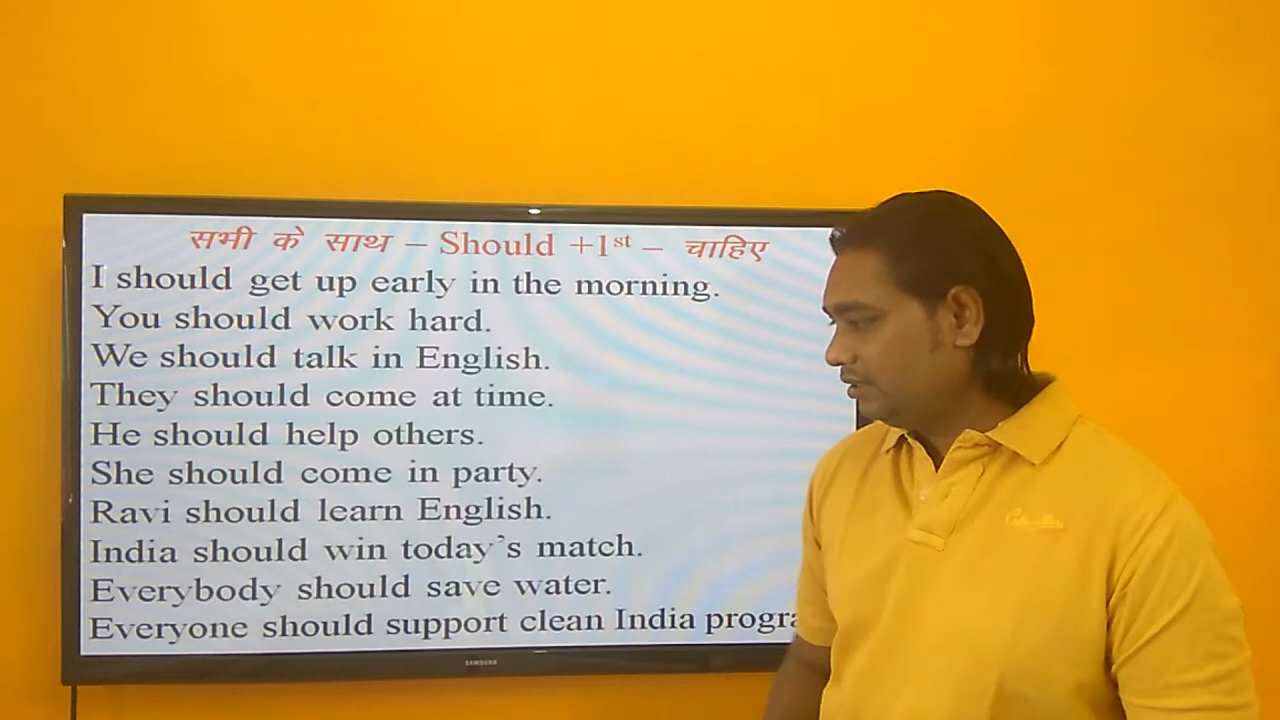 सभी के साथ – Should +1st – चाहिए
I should get up early in the morning.
You should work hard.
We should talk in English.
They should come at time.
He should help others.
She should come in party.
Ravi should learn English.
India should win today's match.
Everybody should save water.
Everyone should support clean India progra
SAMSUNG